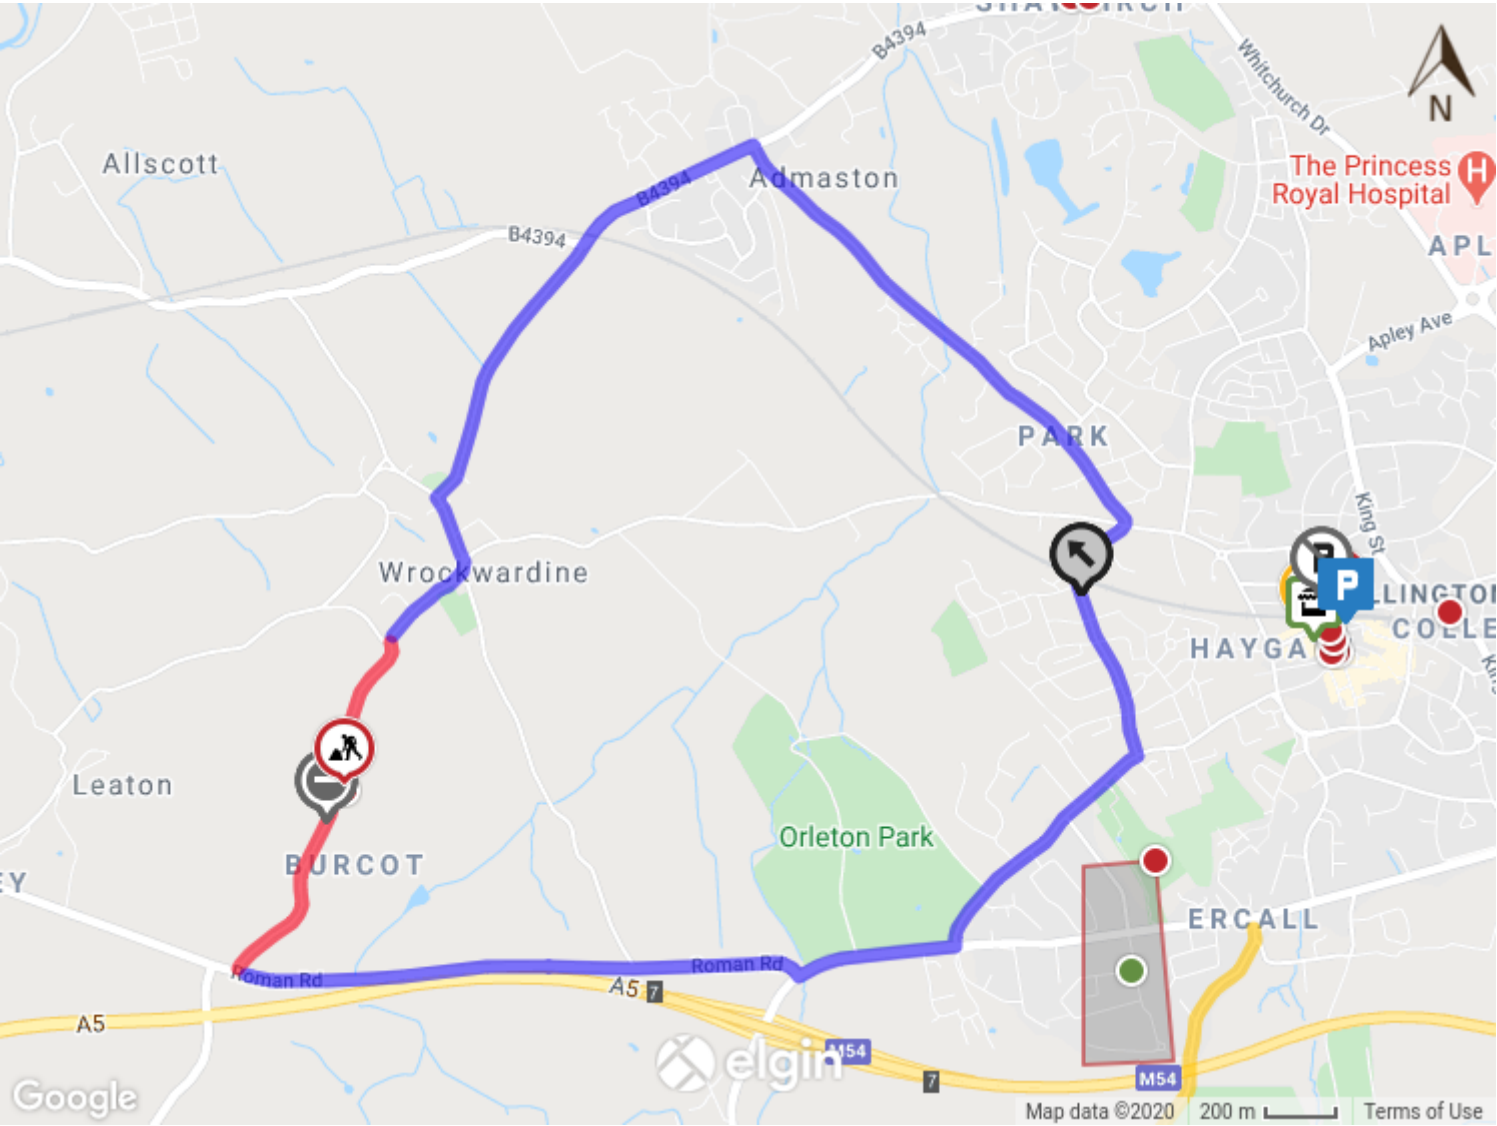 B4394
Whitchurch Dr
N
Allscott
The Princess
Royal Hospital
H
Admaston
B4394
B4394
APL
Apley Ave
PARK
King St
P
Wrockwardine
LLINGTON
COLLE
HAYGA
Leaton
Orleton Park
BURCOT
EY
ERCALL
Roman Rd
Roman Rd
A5
7
A5
elgin
M54
7
M54
Google
Map data ©2020
200 m
Terms of Use